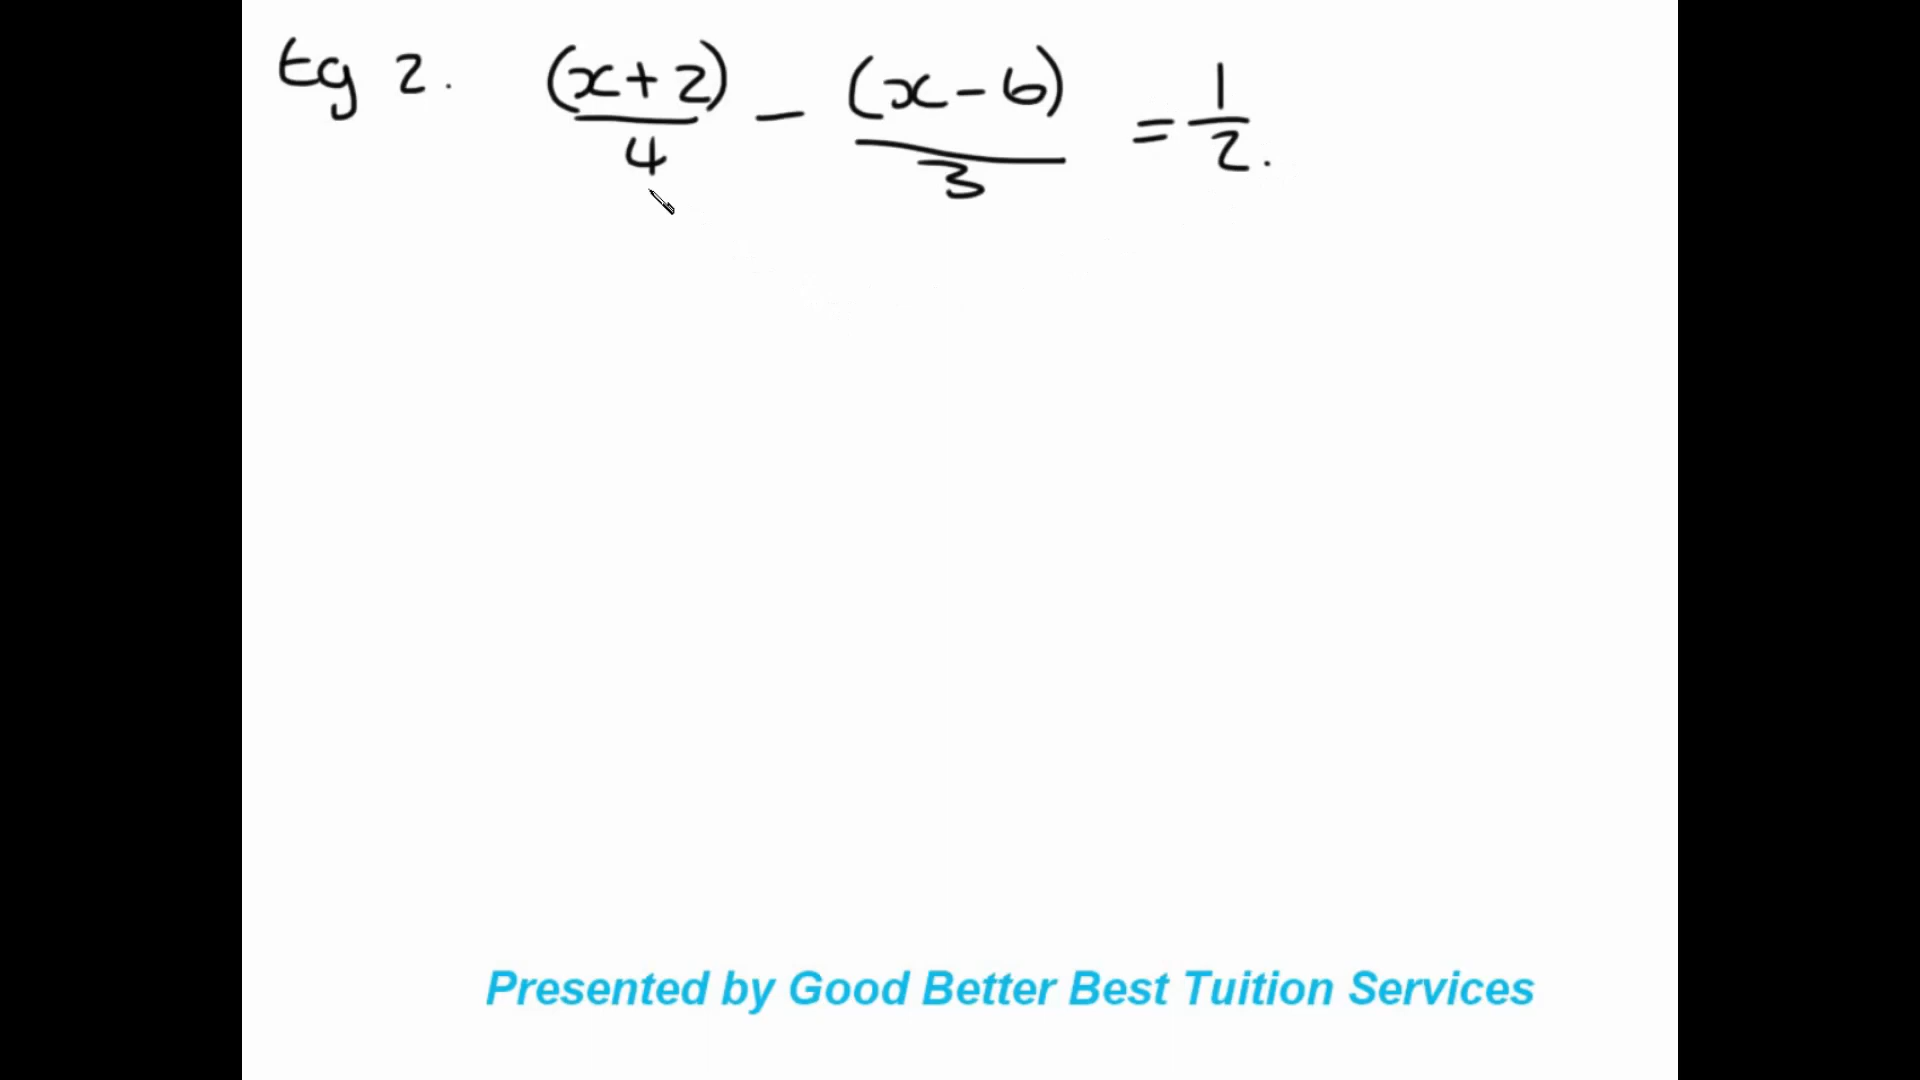 Eg 2. (x+2)/4 - (x-6)/3 = 1/2.
Presented by Good Better Best Tuition Services